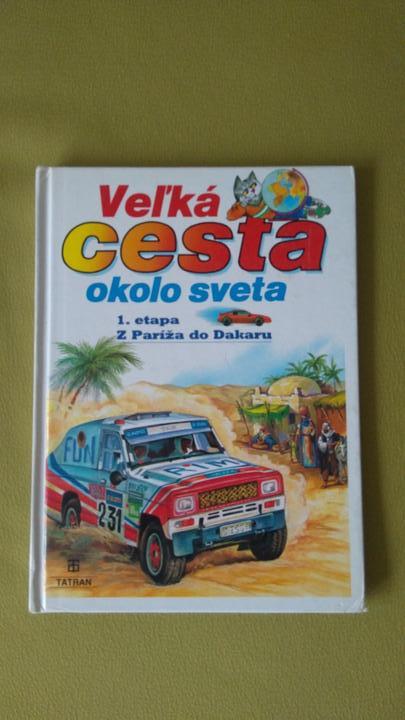 Veľká
cesta
okolo sveta
1. etapa
Z Paríža do Dakaru
FUN
231
TATRAN